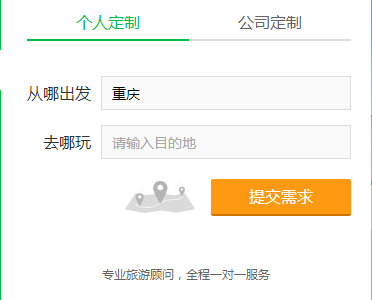 个人定制 公司定制
从哪出发 重庆
去哪玩 请输入目的地
提交需求
专业旅游顾问，全程一对一服务